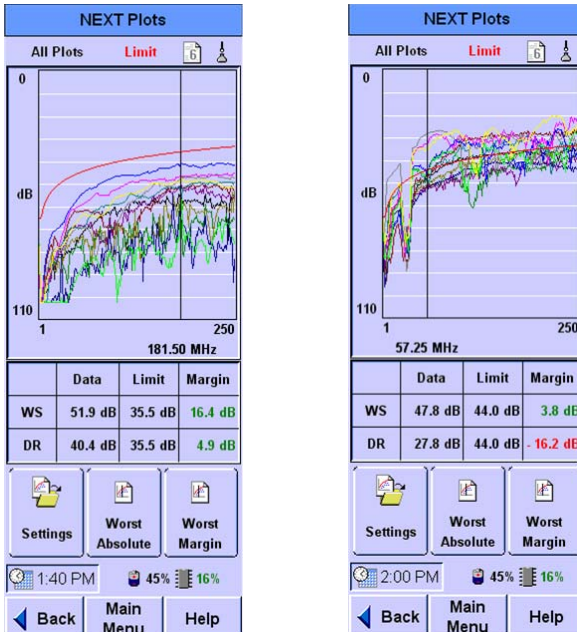 NEXT Plots
All Plots Limit 6
0
dB
110
1 250
181.50 MHz
Data Limit Margin
WS 51.9 dB 35.5 dB 16.4 dB
DR 40.4 dB 35.5 dB 4.9 dB
Settings Worst Absolute Worst Margin
1:40 PM 45% 16%
Back Main Menu Help
NEXT Plots
All Plots Limit 6
0
dB
110
1 250
57.25 MHz
Data Limit Margin
WS 47.8 dB 44.0 dB 3.8 dB
DR 27.8 dB 44.0 dB - 16.2 dB
Settings Worst Absolute Worst Margin
2:00 PM 45% 16%
Back Main Menu Help